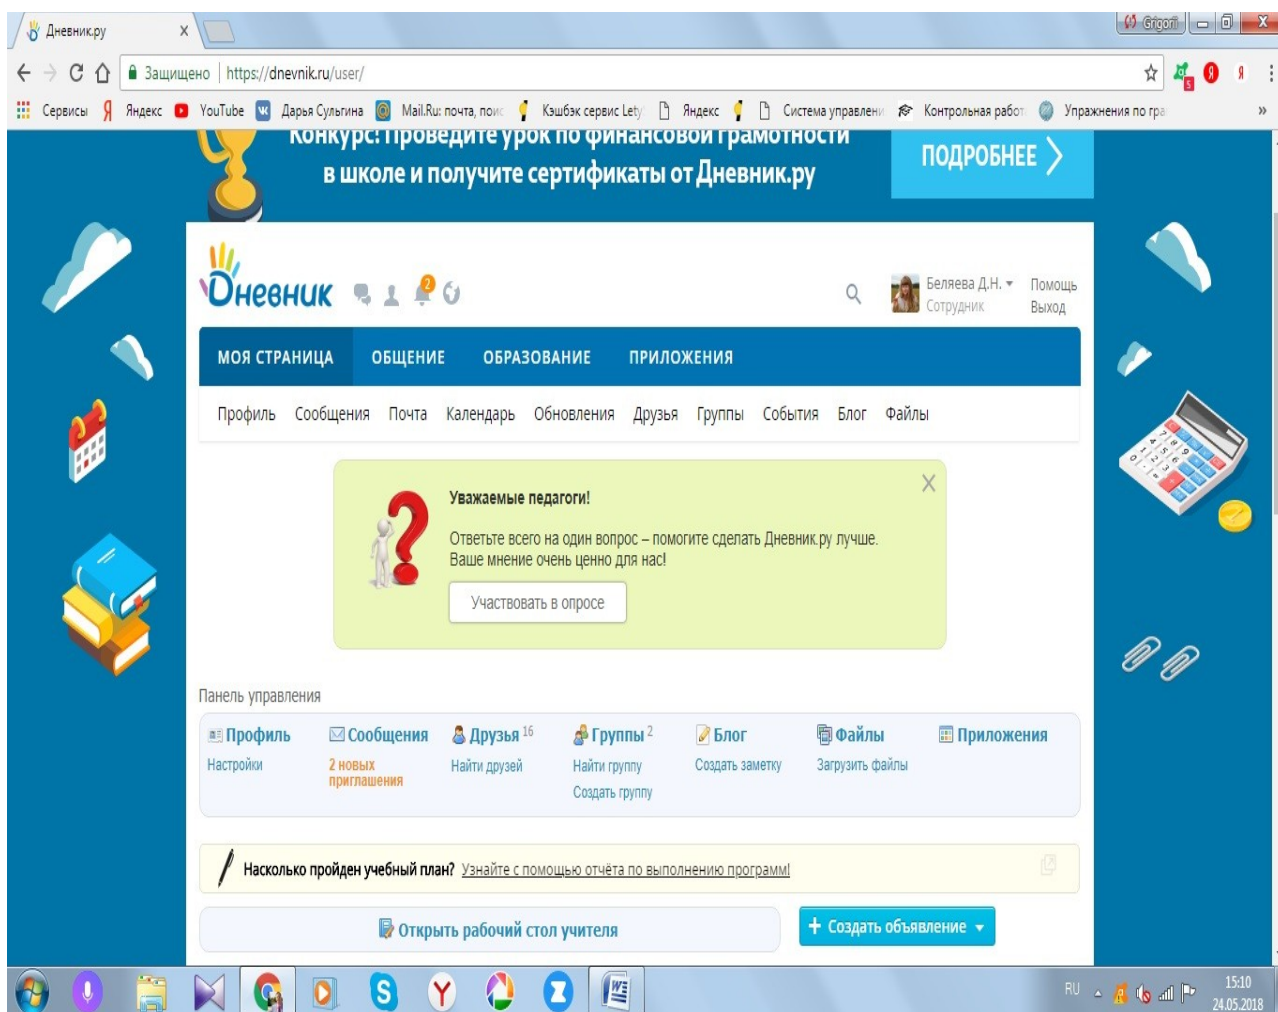 Дневник.ру
Grigorii
Защищено https://dnevnik.ru/user/
Сервисы Яндекс YouTube Дарья Сульгина Mail.Ru: почта, поис Кэшбэк сервис Lety Яндекс Система управлени Контрольная работ Упражнения по гра »
Конкурс! Проведите урок по финансовой грамотности
в школе и получите сертификаты от Дневник.ру
ПОДРОБНЕЕ
Дневник
2
Беляева Д.Н.
Сотрудник
Помощь
Выход
МОЯ СТРАНИЦА ОБЩЕНИЕ ОБРАЗОВАНИЕ ПРИЛОЖЕНИЯ
Профиль Сообщения Почта Календарь Обновления Друзья Группы События Блог Файлы
Уважаемые педагоги!
Ответьте всего на один вопрос – помогите сделать Дневник.ру лучше.
Ваше мнение очень ценно для нас!
Участвовать в опросе
Панель управления
Профиль Сообщения Друзья 16 Группы 2 Блог Файлы Приложения
Настройки 2 новых Найти друзей Найти группу Создать заметку Загрузить файлы
приглашения
Создать группу
Насколько пройден учебный план? Узнайте с помощью отчёта по выполнению программ!
Открыть рабочий стол учителя
+ Создать объявление
RU
15:10
24.05.2018